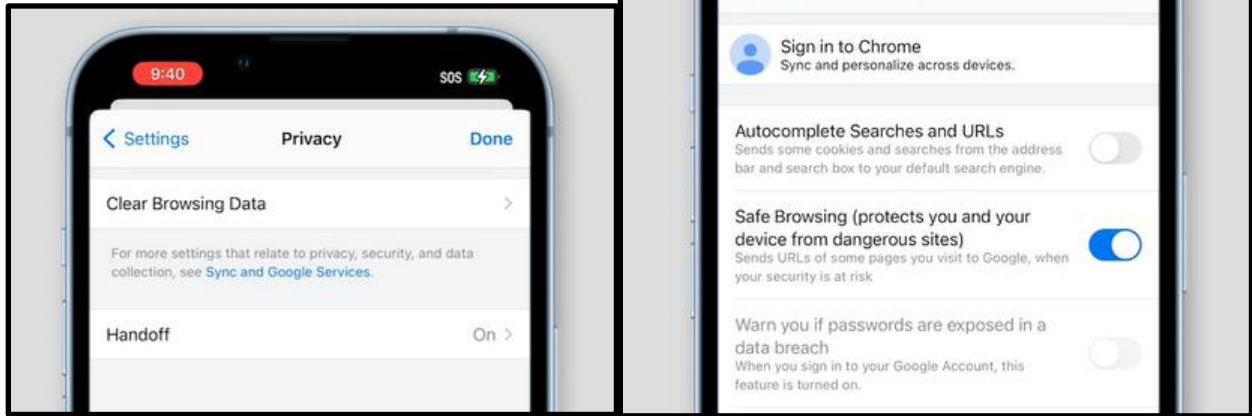 9:40
SOS
Settings
Privacy
Done
Clear Browsing Data
For more settings that relate to privacy, security, and data
collection, see Sync and Google Services.
Handoff
On
Sign in to Chrome
Sync and personalize across devices.
Autocomplete Searches and URLs
Sends some cookies and searches from the address
bar and search box to your default search engine.
Safe Browsing (protects you and your
device from dangerous sites)
Sends URLs of some pages you visit to Google, when
your security is at risk
Warn you if passwords are exposed in a
data breach
When you sign in to your Google Account, this
feature is turned on.